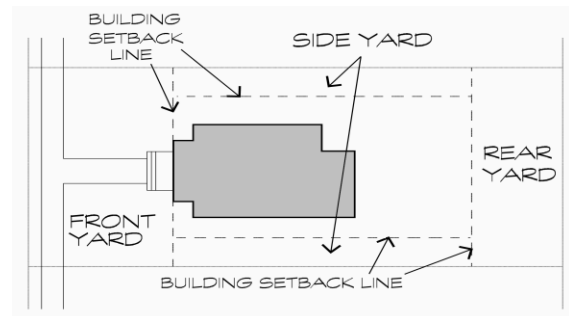 BUILDING
SETBACK
LINE
SIDE YARD
REAR
YARD
FRONT
YARD
BUILDING SETBACK LINE